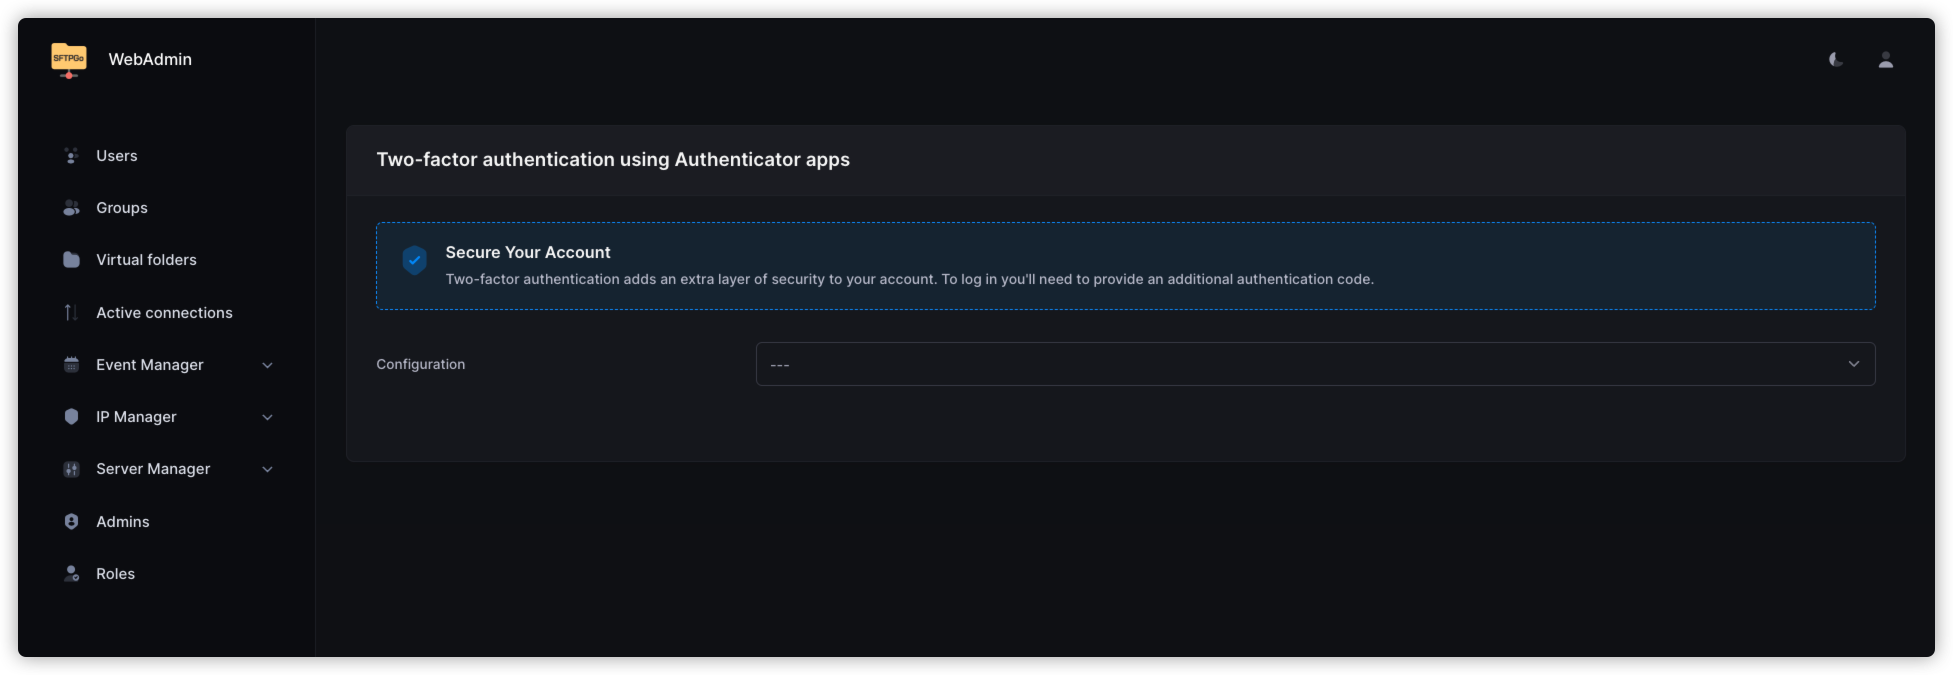 SFTPGo
WebAdmin
Users
Groups
Virtual folders
Active connections
Event Manager
IP Manager
Server Manager
Admins
Roles
Two-factor authentication using Authenticator apps
Secure Your Account
Two-factor authentication adds an extra layer of security to your account. To log in you'll need to provide an additional authentication code.
Configuration
---